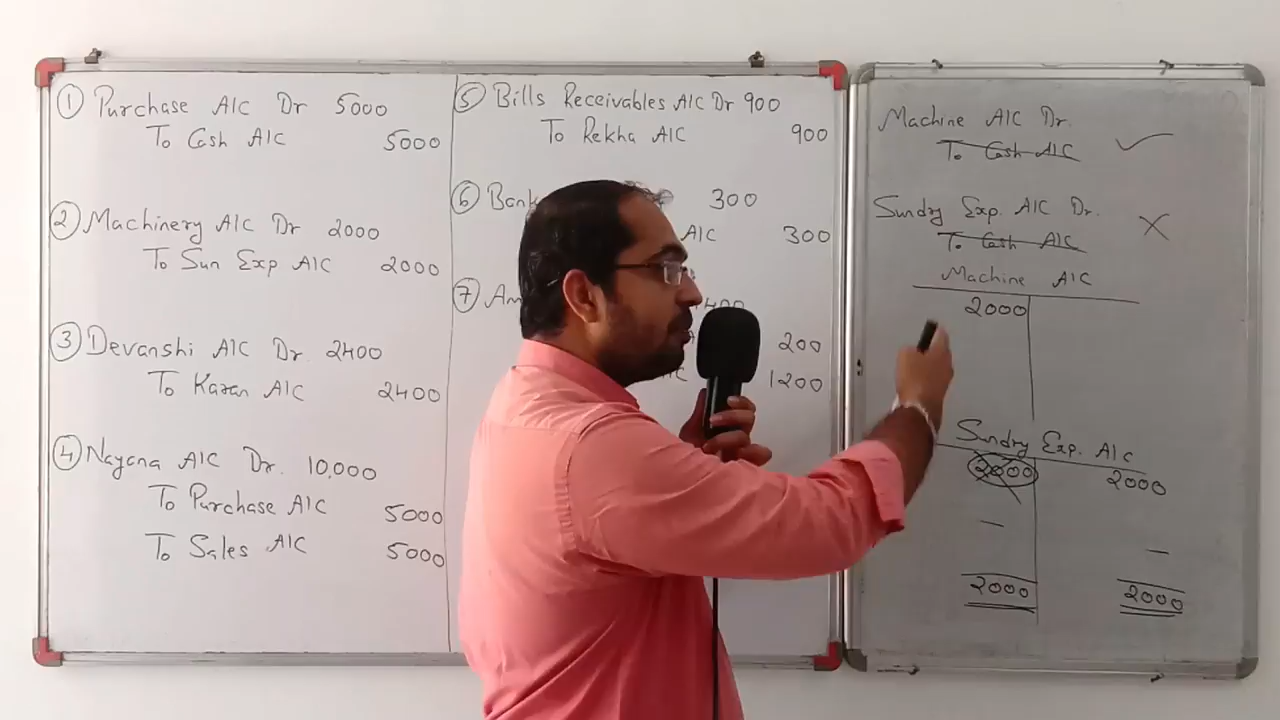 ① Purchase A/C Dr 5000
To Cash A/C 5000
② Machinery A/C Dr 2000
To Sun Exp A/C 2000
③ Devanshi A/C Dr. 2400
To Karan A/C 2400
④ Nayana A/C Dr. 10,000
To Purchase A/C 5000
To Sales A/C 5000
⑤ Bills Receivables A/C Dr 900
To Rekha A/C 900
⑥ Bank 300
A/C 300
⑦
200
1200
Machine A/C Dr.
To Cash A/C ✓
Sundry Exp. A/C Dr.
To Cash A/C X
Machine A/C
2000
Sundry Exp. A/C
2000 2000
— —
2000 2000